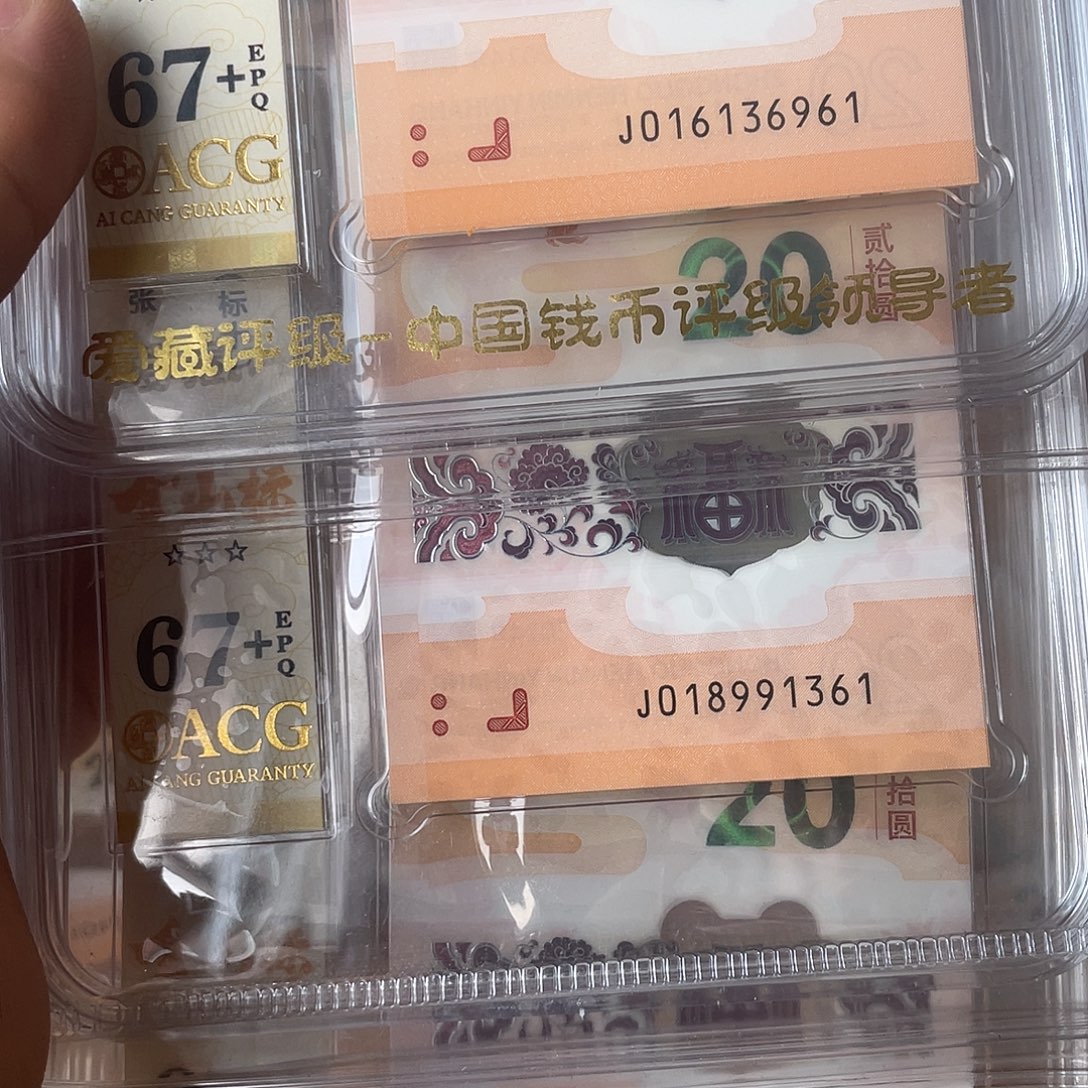 67+ EPQ
ACG
AI CANG GUARANTY
J016136961
20
贰拾圆
张 标
爱藏评级-中国钱币评级领导者
福
☆☆☆
67+ EPQ
ACG
AI CANG GUARANTY
J018991361
20
拾圆